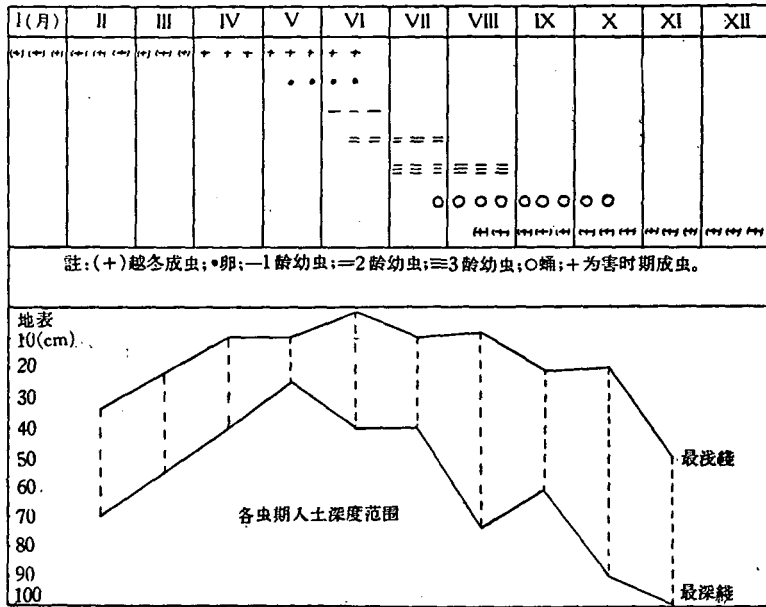 I(月) II III IV V VI VII VIII IX X XI XII
(+) (+) (+) (+) (+) (+) (+) (+) (+) + + + + + + + +
• • • •
— — —
= = = = =
≡ ≡ ≡ ≡ ≡ ≡
○ ○ ○ ○ ○ ○ ○ ○ ○
(+) (+) (+) (+) (+) (+) (+) (+) (+) (+) (+) (+) (+) (+)
註:(+)越冬成虫;•卵;—1龄幼虫;=2龄幼虫;≡3龄幼虫;○蛹;+为害时期成虫。
地表
10(cm)
20
30
40
50
最浅綫
60
70
各虫期入土深度范围
80
90
最深綫
100